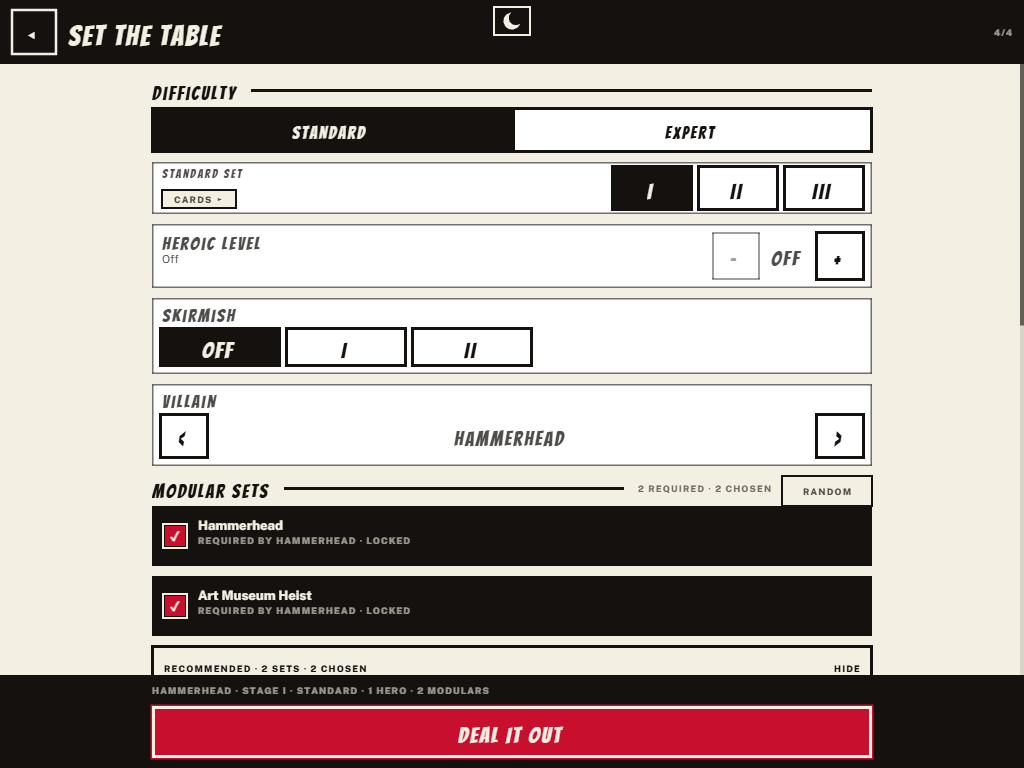 SET THE TABLE
4/4
DIFFICULTY
STANDARD
EXPERT
STANDARD SET
CARDS
I
II
III
HEROIC LEVEL
Off
-
OFF
+
SKIRMISH
OFF
I
II
VILLAIN
‹
HAMMERHEAD
›
MODULAR SETS
2 REQUIRED · 2 CHOSEN
RANDOM
Hammerhead
REQUIRED BY HAMMERHEAD · LOCKED
Art Museum Heist
REQUIRED BY HAMMERHEAD · LOCKED
RECOMMENDED · 2 SETS · 2 CHOSEN
HIDE
HAMMERHEAD · STAGE I · STANDARD · 1 HERO · 2 MODULARS
DEAL IT OUT